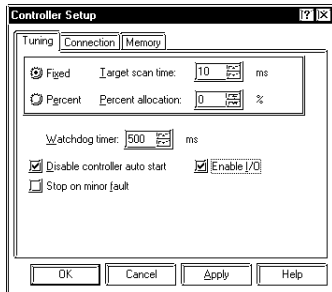 Controller Setup
Tuning Connection Memory
Fixed Target scan time: 10 ms
Percent Percent allocation: 0 %
Watchdog timer: 500 ms
Disable controller auto start Enable I/O
Stop on minor fault
OK Cancel Apply Help